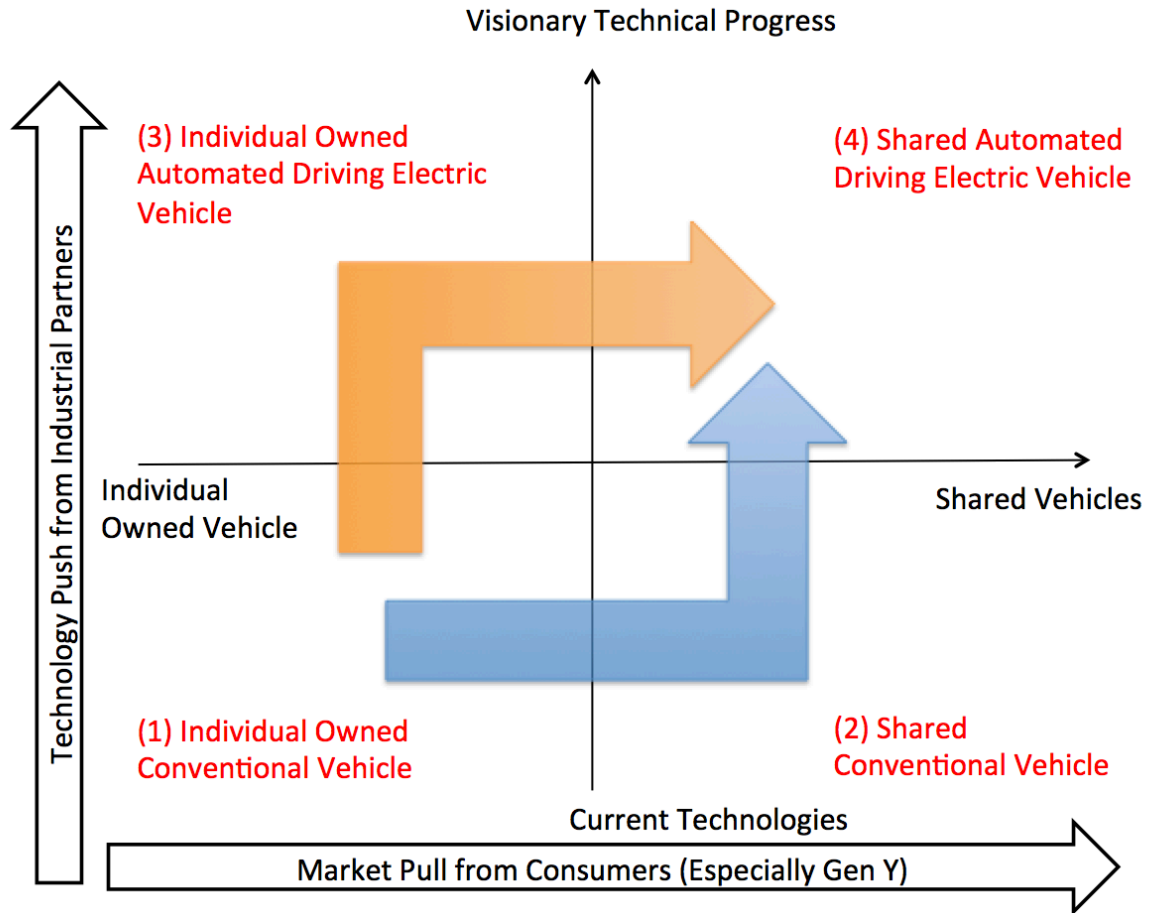 Visionary Technical Progress
(3) Individual Owned
Automated Driving Electric
Vehicle
(4) Shared Automated
Driving Electric Vehicle
Technology Push from Industrial Partners
Individual
Owned Vehicle
Shared Vehicles
(1) Individual Owned
Conventional Vehicle
(2) Shared
Conventional Vehicle
Current Technologies
Market Pull from Consumers (Especially Gen Y)